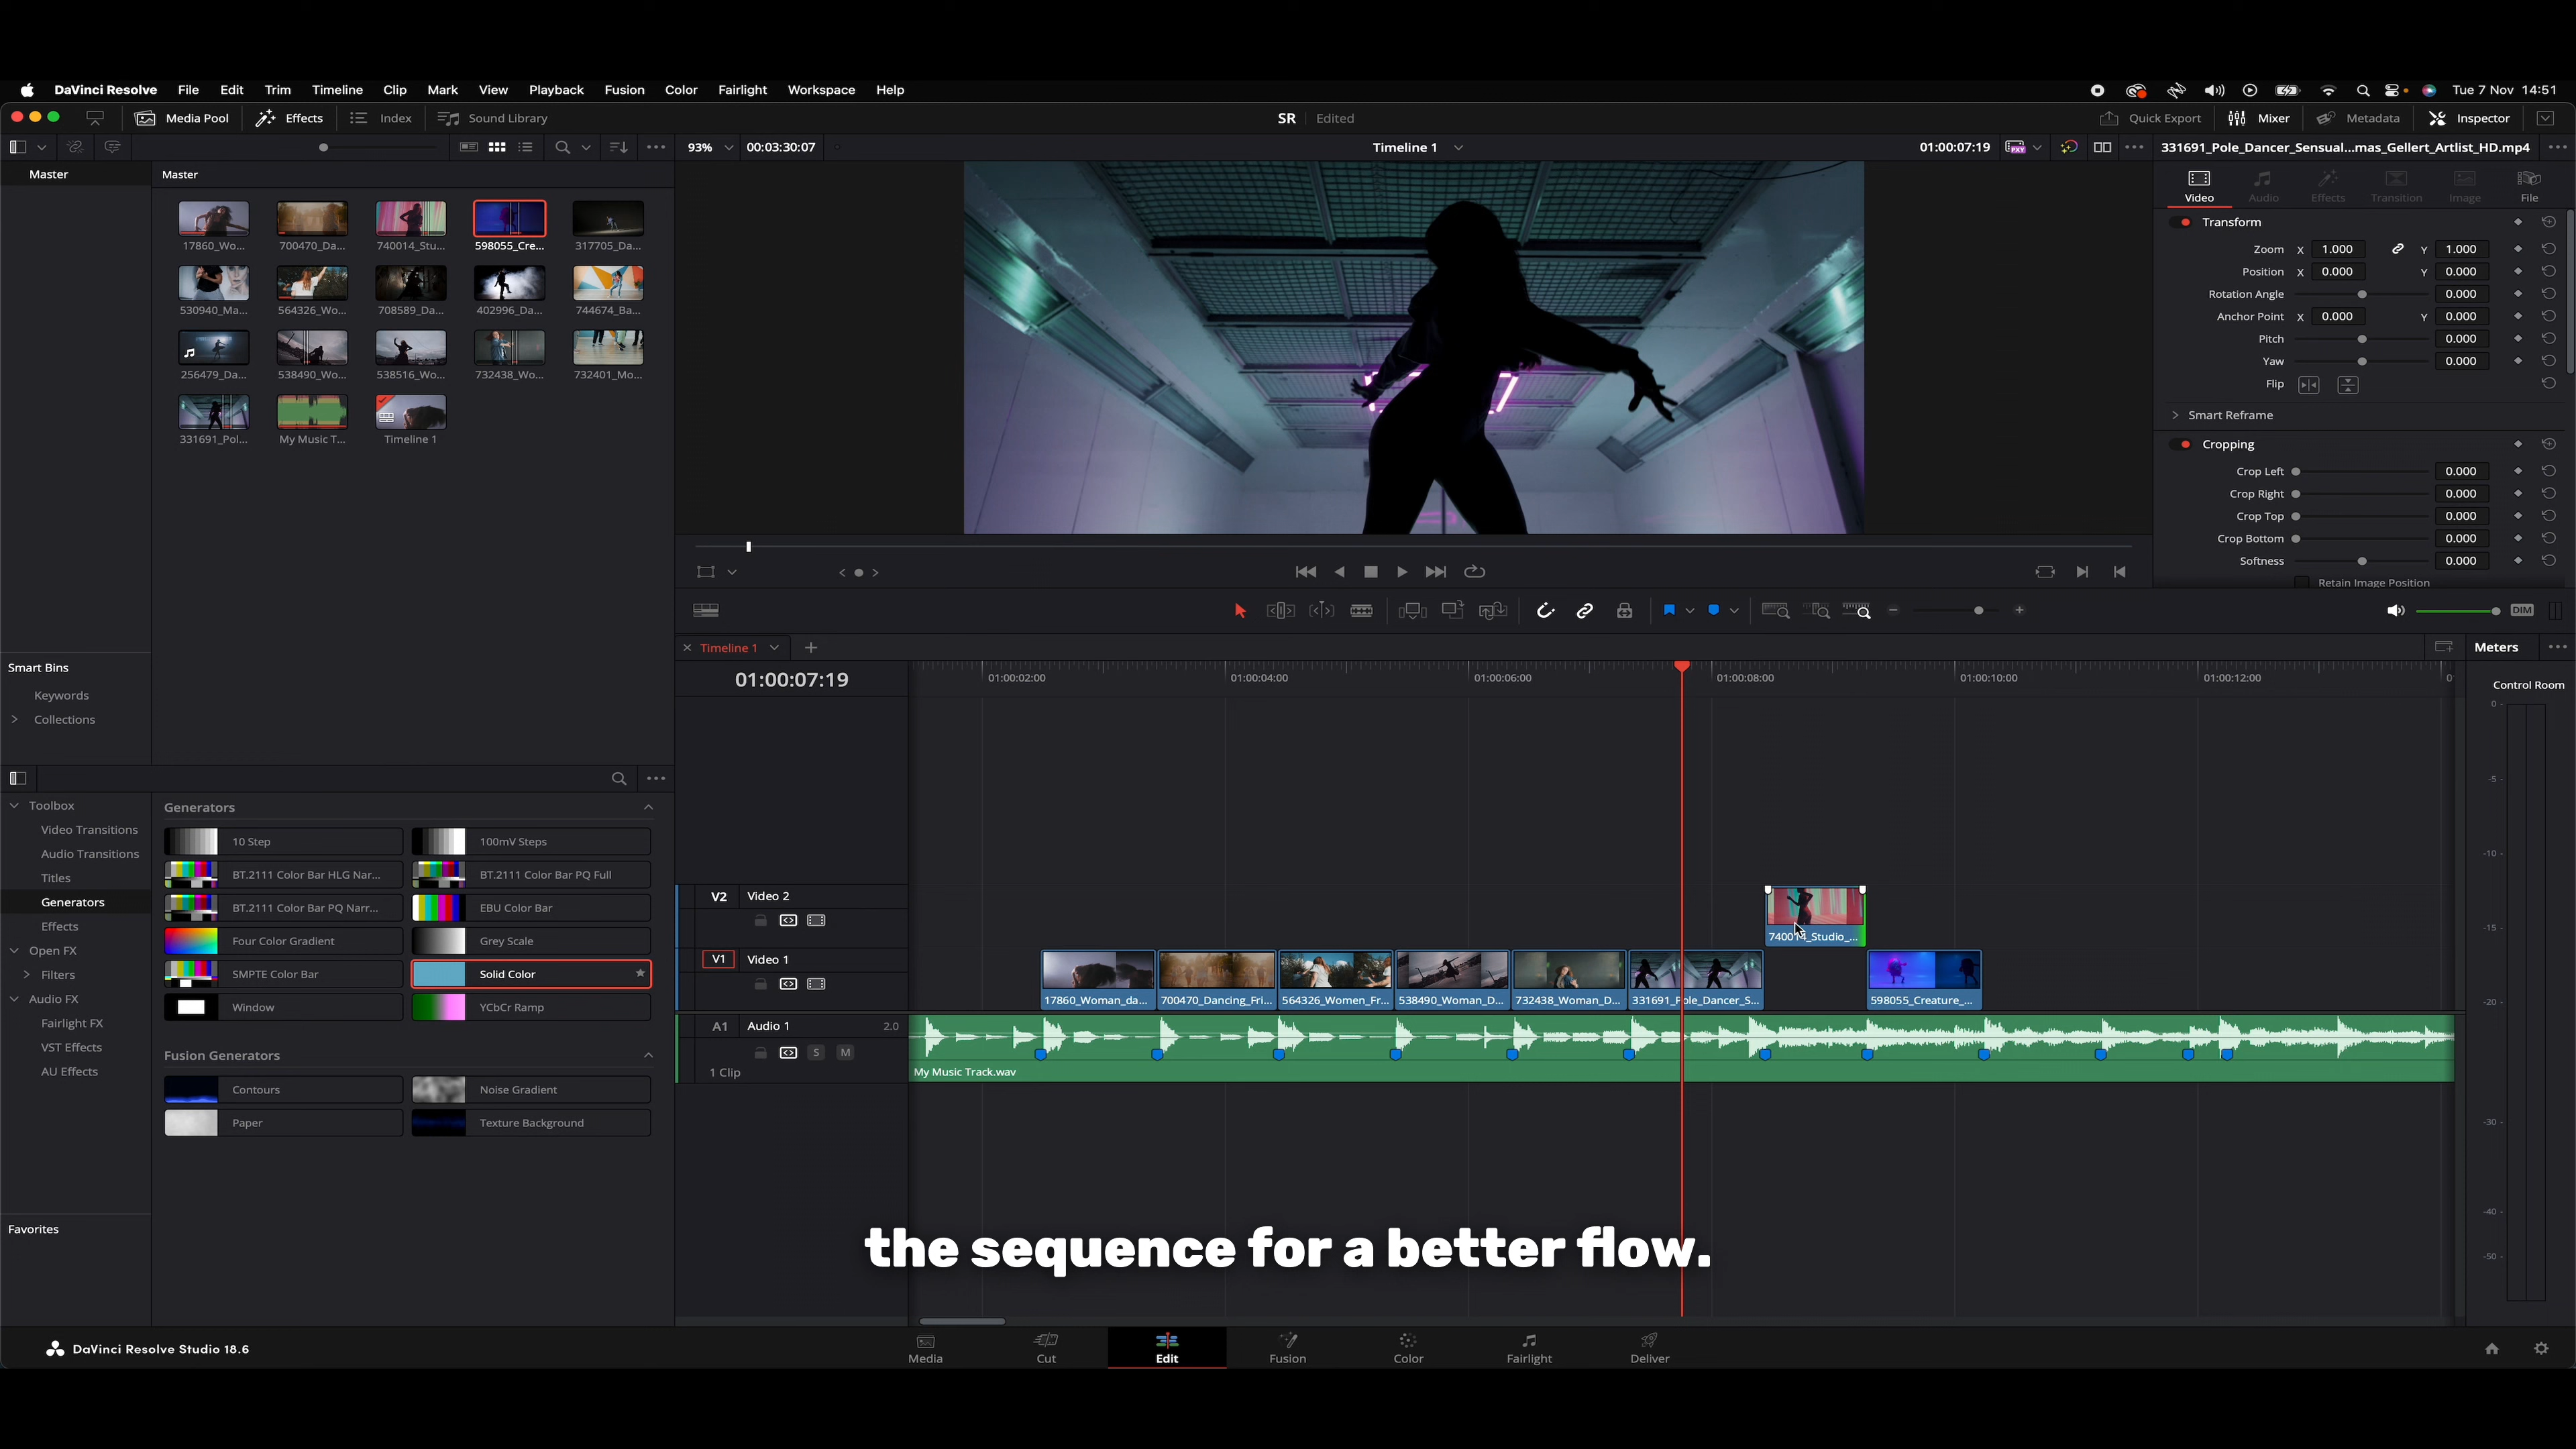 DaVinci Resolve File Edit Trim Timeline Clip Mark View Playback Fusion Color Fairlight Workspace Help Tue 7 Nov 14:51
Media Pool Effects Index Sound Library SR Edited Quick Export Mixer Metadata Inspector
93% 00:03:30:07 Timeline 1 01:00:07:19 331691_Pole_Dancer_Sensual...mas_Gellert_Artlist_HD.mp4
Master
Master
17860_Wo... 700470_Da... 740014_Stu... 598055_Cre... 317705_Da...
530940_Ma... 564326_Wo... 708589_Da... 402996_Da... 744674_Ba...
256479_Da... 538490_Wo... 538516_Wo... 732438_Wo... 732401_Mo...
331691_Pol... My Music T... Timeline 1
Video Audio Effects Transition Image File
Transform
Zoom X 1.000 Y 1.000
Position X 0.000 Y 0.000
Rotation Angle 0.000
Anchor Point X 0.000 Y 0.000
Pitch 0.000
Yaw 0.000
Flip
Smart Reframe
Cropping
Crop Left 0.000
Crop Right 0.000
Crop Top 0.000
Crop Bottom 0.000
Softness 0.000
Retain Image Position
DIM
Smart Bins
Keywords
Collections
Timeline 1
Meters
01:00:07:19
01:00:02:00 01:00:04:00 01:00:06:00 01:00:08:00 01:00:10:00 01:00:12:00 0
Control Room
0
-5
-10
-15
-20
-30
-40
-50
Toolbox
Video Transitions
Audio Transitions
Titles
Generators
Effects
Open FX
Filters
Audio FX
Fairlight FX
VST Effects
AU Effects
Favorites
Generators
10 Step 100mV Steps
BT.2111 Color Bar HLG Nar... BT.2111 Color Bar PQ Full
BT.2111 Color Bar PQ Narr... EBU Color Bar
Four Color Gradient Grey Scale
SMPTE Color Bar Solid Color
Window YCbCr Ramp
Fusion Generators
Contours Noise Gradient
Paper Texture Background
V2 Video 2
740014_Studio_...
V1 Video 1
17860_Woman_da... 700470_Dancing_Fri... 564326_Women_Fr... 538490_Woman_D... 732438_Woman_D... 331691_Pole_Dancer_S... 598055_Creature_...
A1 Audio 1 2.0
S M
1 Clip
My Music Track.wav
the sequence for a better flow.
DaVinci Resolve Studio 18.6
Media Cut Edit Fusion Color Fairlight Deliver